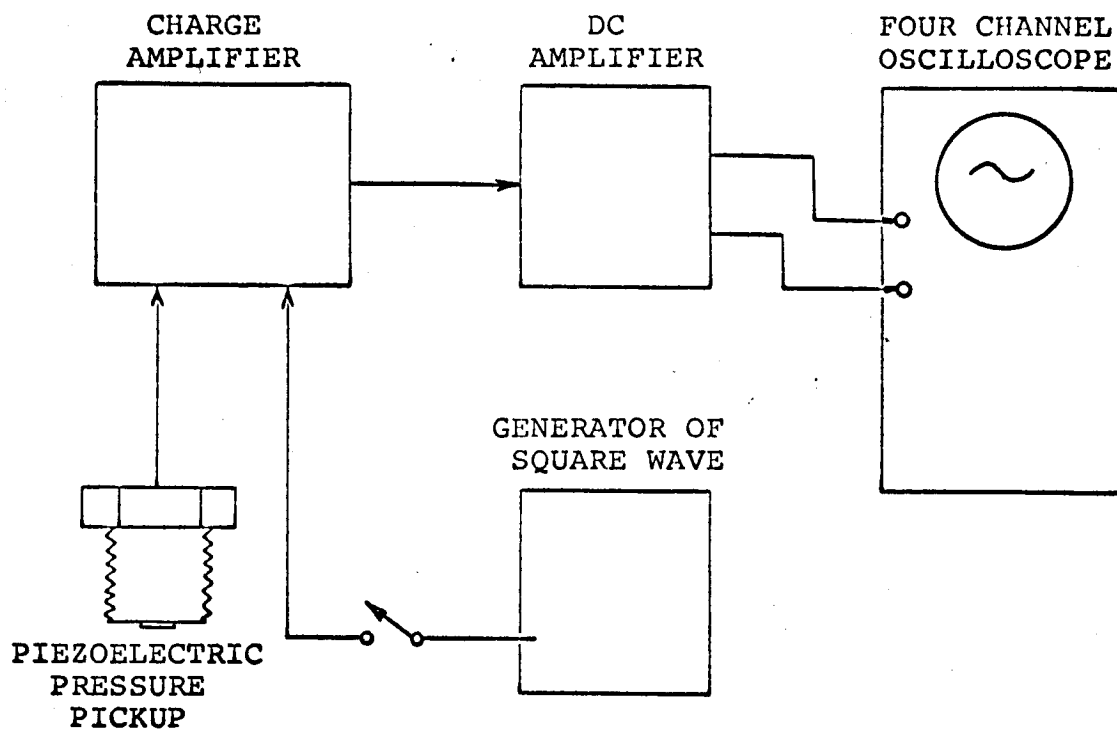 CHARGE
AMPLIFIER
DC
AMPLIFIER
FOUR CHANNEL
OSCILLOSCOPE
GENERATOR OF
SQUARE WAVE
PIEZOELECTRIC
PRESSURE
PICKUP